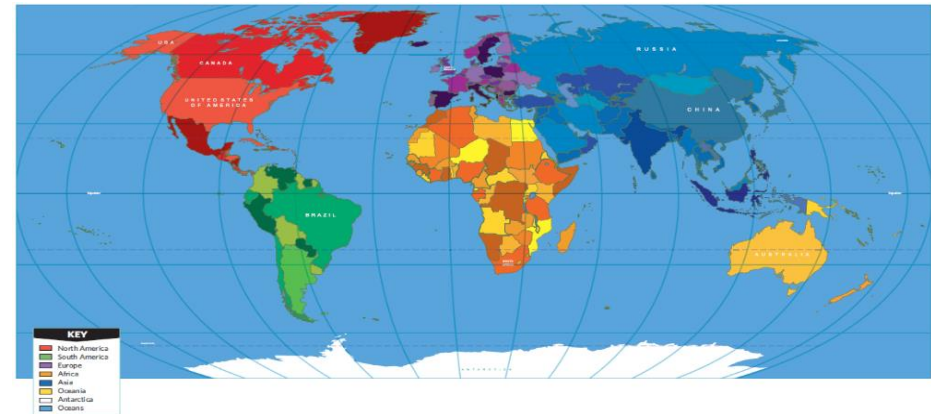 USA
CANADA
UNITED STATES
OF AMERICA
RUSSIA
CHINA
BRAZIL
AUSTRALIA
ANTARCTICA
KEY
North America
South America
Europe
Africa
Asia
Oceania
Antarctica
Oceans